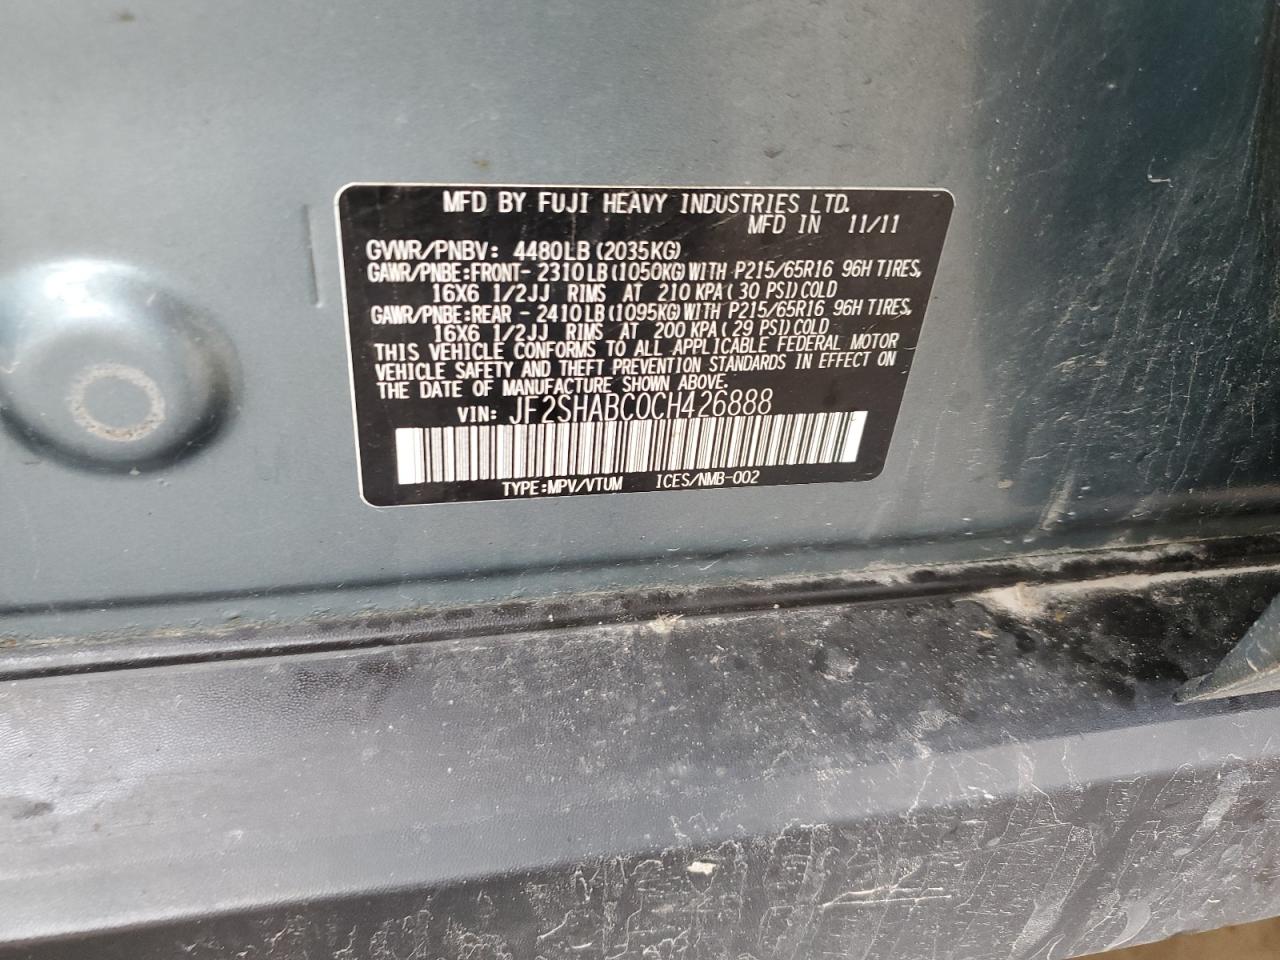 MFD BY FUJI HEAVY INDUSTRIES LTD.
MFD IN 11/11
GVWR/PNBV: 4480LB (2035KG)
GAWR/PNBE:FRONT- 2310LB(1050KG)WITH P215/65R16 96H TIRES,
16X6 1/2JJ RIMS AT 210 KPA(30 PSI)COLD
GAWR/PNBE:REAR - 2410LB(1095KG)WITH P215/65R16 96H TIRES,
16X6 1/2JJ RIMS AT 200 KPA(29 PSI)COLD
THIS VEHICLE CONFORMS TO ALL APPLICABLE FEDERAL MOTOR
VEHICLE SAFETY AND THEFT PREVENTION STANDARDS IN EFFECT ON
THE DATE OF MANUFACTURE SHOWN ABOVE.
VIN: JF2SHABC0CH426888
TYPE:MPV/VTUM ICES/NMB-002